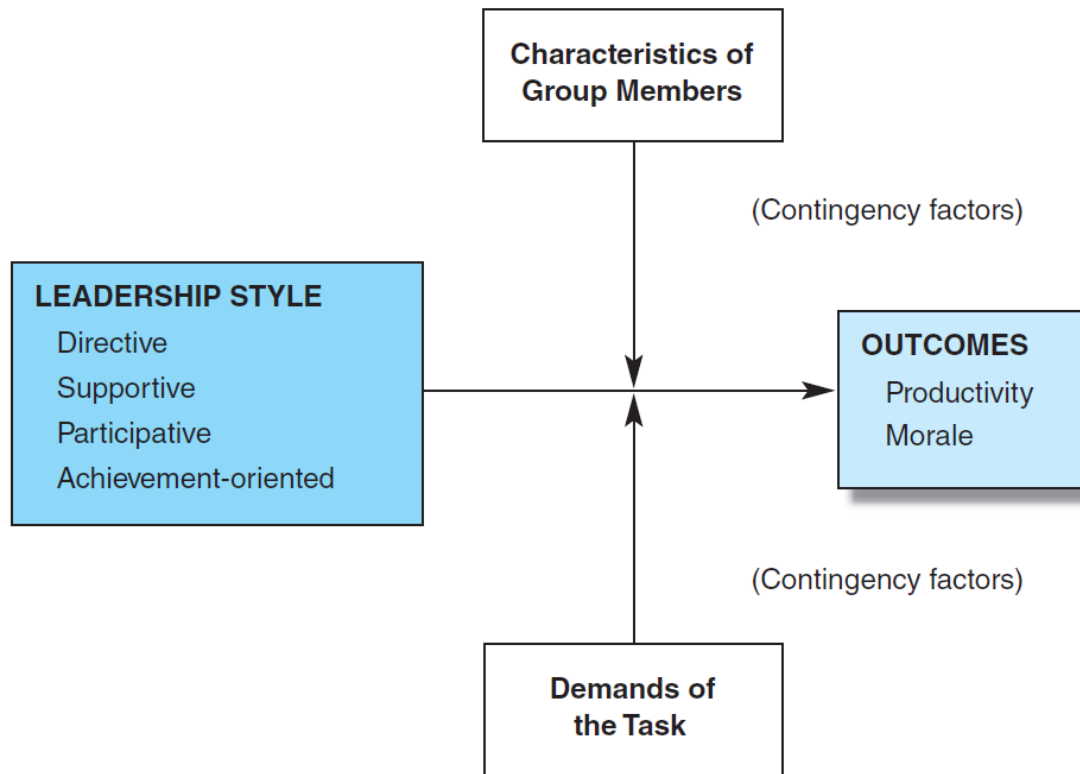 Characteristics of
Group Members
(Contingency factors)
LEADERSHIP STYLE
Directive
Supportive
Participative
Achievement-oriented
OUTCOMES
Productivity
Morale
(Contingency factors)
Demands of
the Task